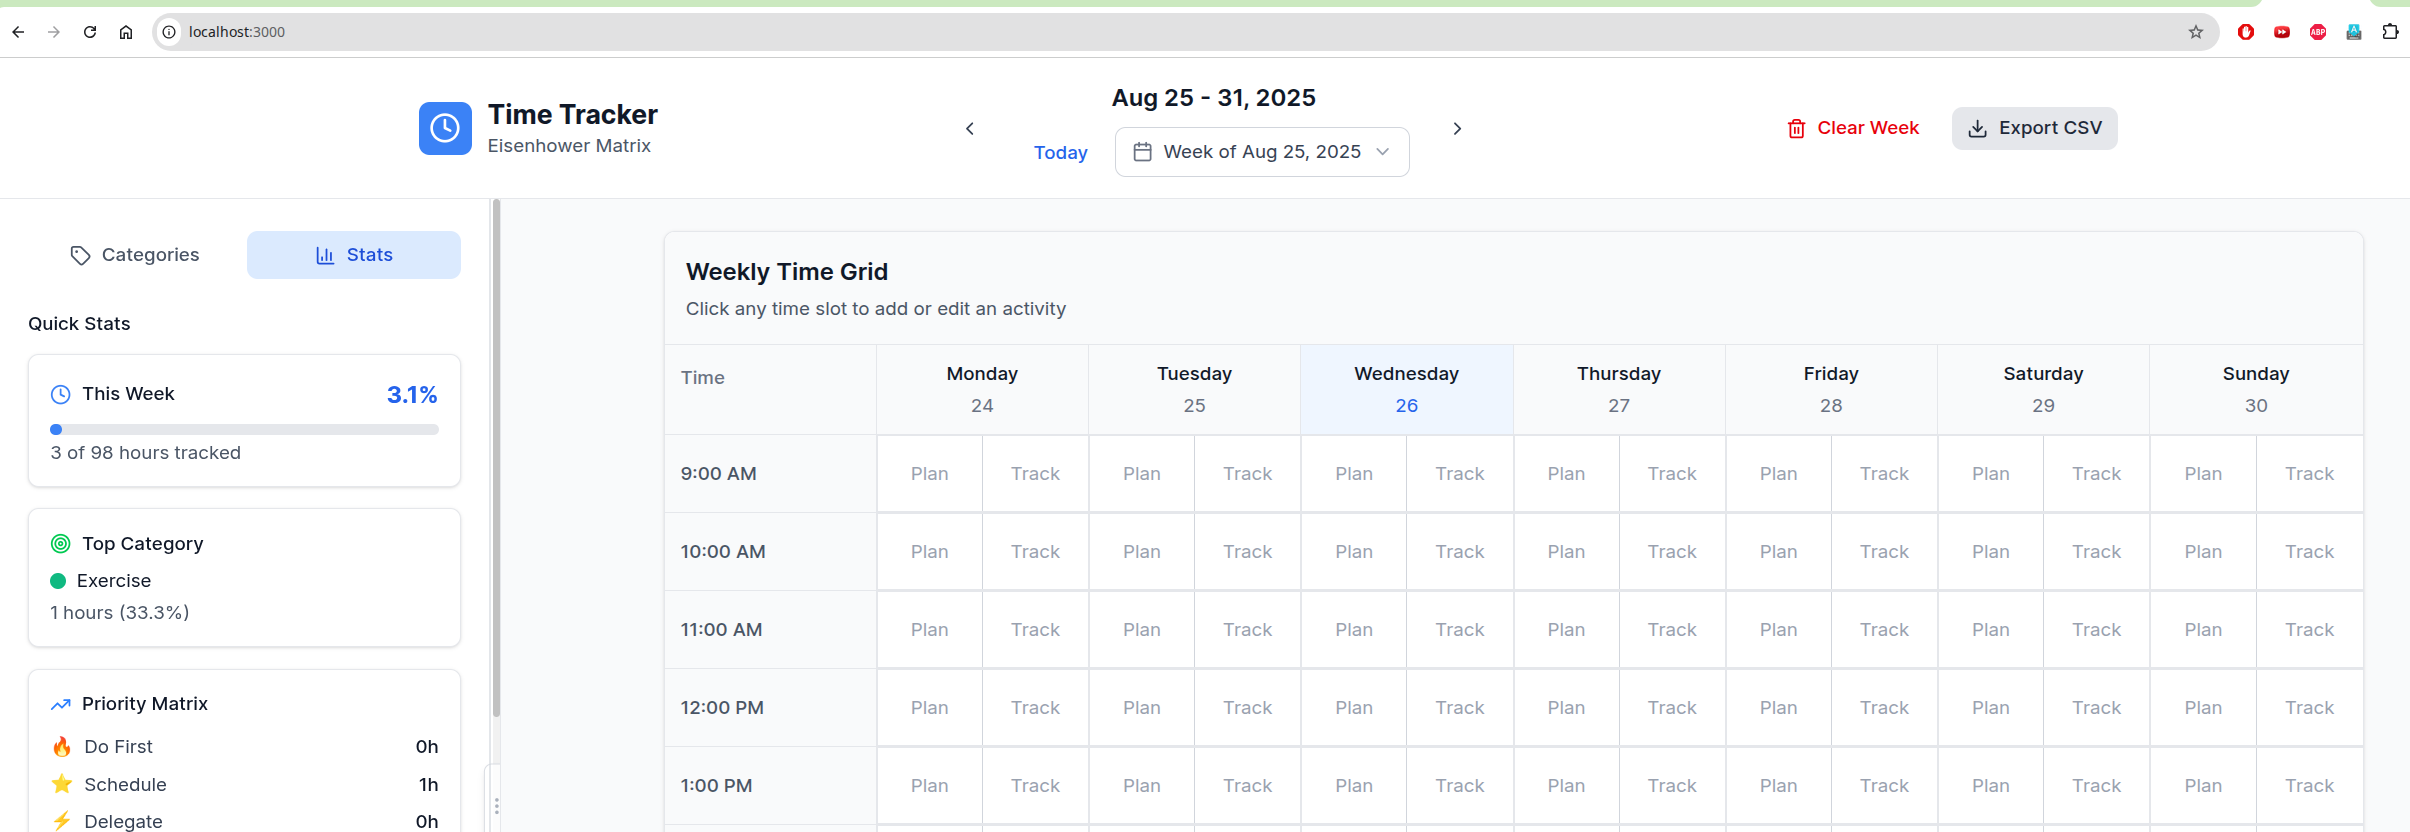 localhost:3000
ABP
Time Tracker
Eisenhower Matrix
Aug 25 - 31, 2025
Today
Week of Aug 25, 2025
Clear Week
Export CSV
Categories
Stats
Quick Stats
This Week
3.1%
3 of 98 hours tracked
Top Category
Exercise
1 hours (33.3%)
Priority Matrix
Do First 0h
Schedule 1h
Delegate 0h
Weekly Time Grid
Click any time slot to add or edit an activity
Time Monday Tuesday Wednesday Thursday Friday Saturday Sunday
24 25 26 27 28 29 30
9:00 AM Plan Track Plan Track Plan Track Plan Track Plan Track Plan Track Plan Track
10:00 AM Plan Track Plan Track Plan Track Plan Track Plan Track Plan Track Plan Track
11:00 AM Plan Track Plan Track Plan Track Plan Track Plan Track Plan Track Plan Track
12:00 PM Plan Track Plan Track Plan Track Plan Track Plan Track Plan Track Plan Track
1:00 PM Plan Track Plan Track Plan Track Plan Track Plan Track Plan Track Plan Track